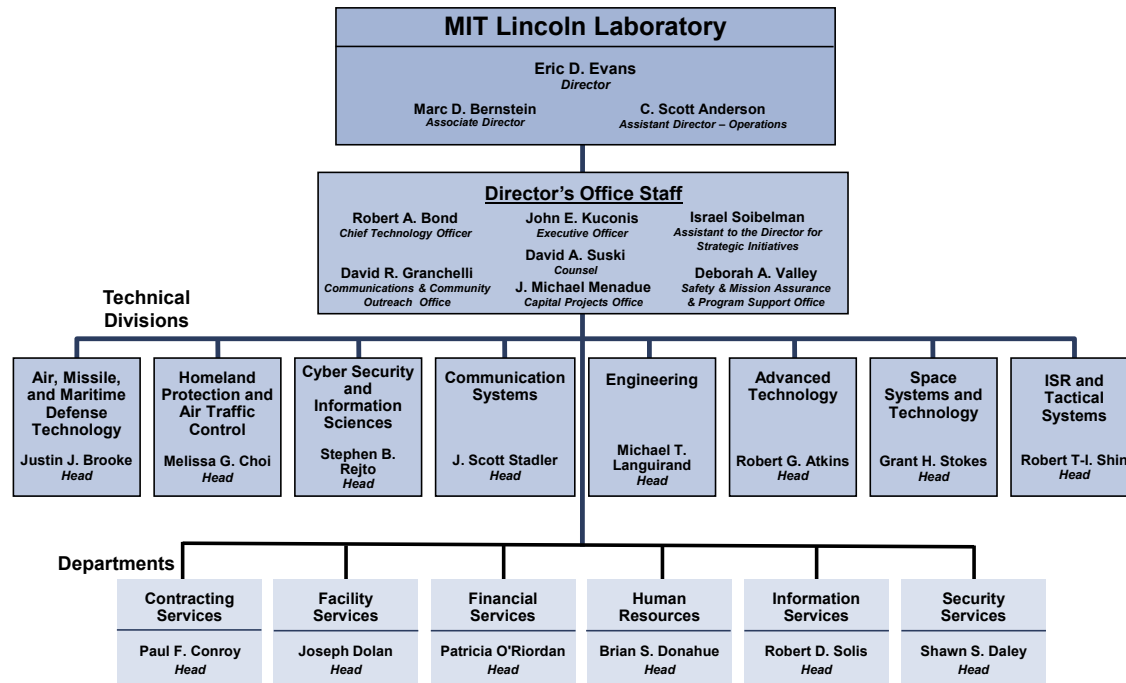 MIT Lincoln Laboratory
Eric D. Evans
Director
Marc D. Bernstein
Associate Director
C. Scott Anderson
Assistant Director – Operations
Director's Office Staff
Robert A. Bond
Chief Technology Officer
John E. Kuconis
Executive Officer
Israel Soibelman
Assistant to the Director for
Strategic Initiatives
David A. Suski
Counsel
David R. Granchelli
Communications & Community
Outreach Office
J. Michael Menadue
Capital Projects Office
Deborah A. Valley
Safety & Mission Assurance
& Program Support Office
Technical
Divisions
Air, Missile,
and Maritime
Defense
Technology
Justin J. Brooke
Head
Homeland
Protection and
Air Traffic
Control
Melissa G. Choi
Head
Cyber Security
and
Information
Sciences
Stephen B.
Rejto
Head
Communication
Systems
J. Scott Stadler
Head
Engineering
Michael T.
Languirand
Head
Advanced
Technology
Robert G. Atkins
Head
Space
Systems and
Technology
Grant H. Stokes
Head
ISR and
Tactical
Systems
Robert T-I. Shin
Head
Departments
Contracting
Services
Paul F. Conroy
Head
Facility
Services
Joseph Dolan
Head
Financial
Services
Patricia O'Riordan
Head
Human
Resources
Brian S. Donahue
Head
Information
Services
Robert D. Solis
Head
Security
Services
Shawn S. Daley
Head